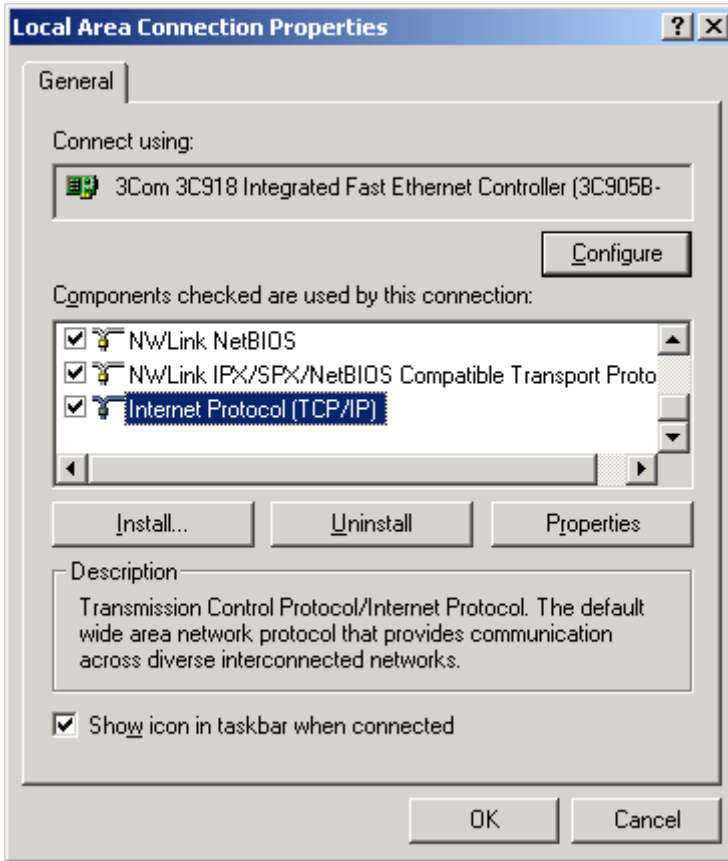 Local Area Connection Properties
General
Connect using:
3Com 3C918 Integrated Fast Ethernet Controller (3C905B-
Configure
Components checked are used by this connection:
NWLink NetBIOS
NWLink IPX/SPX/NetBIOS Compatible Transport Proto
Internet Protocol (TCP/IP)
Install... Uninstall Properties
Description
Transmission Control Protocol/Internet Protocol. The default
wide area network protocol that provides communication
across diverse interconnected networks.
Show icon in taskbar when connected
OK Cancel